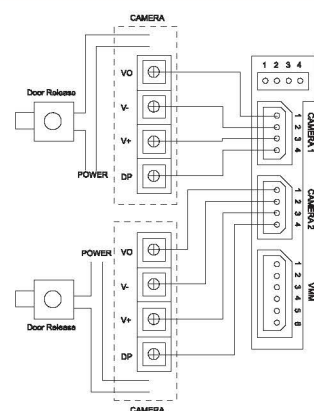 CAMERA
Door Release
POWER
VO
V-
V+
DP
1 2 3 4
1
2
3
4
CAMERA 1
1
2
3
4
CAMERA 2
1
2
3
4
5
6
VMM
POWER
Door Release
VO
V-
V+
DP
CAMERA